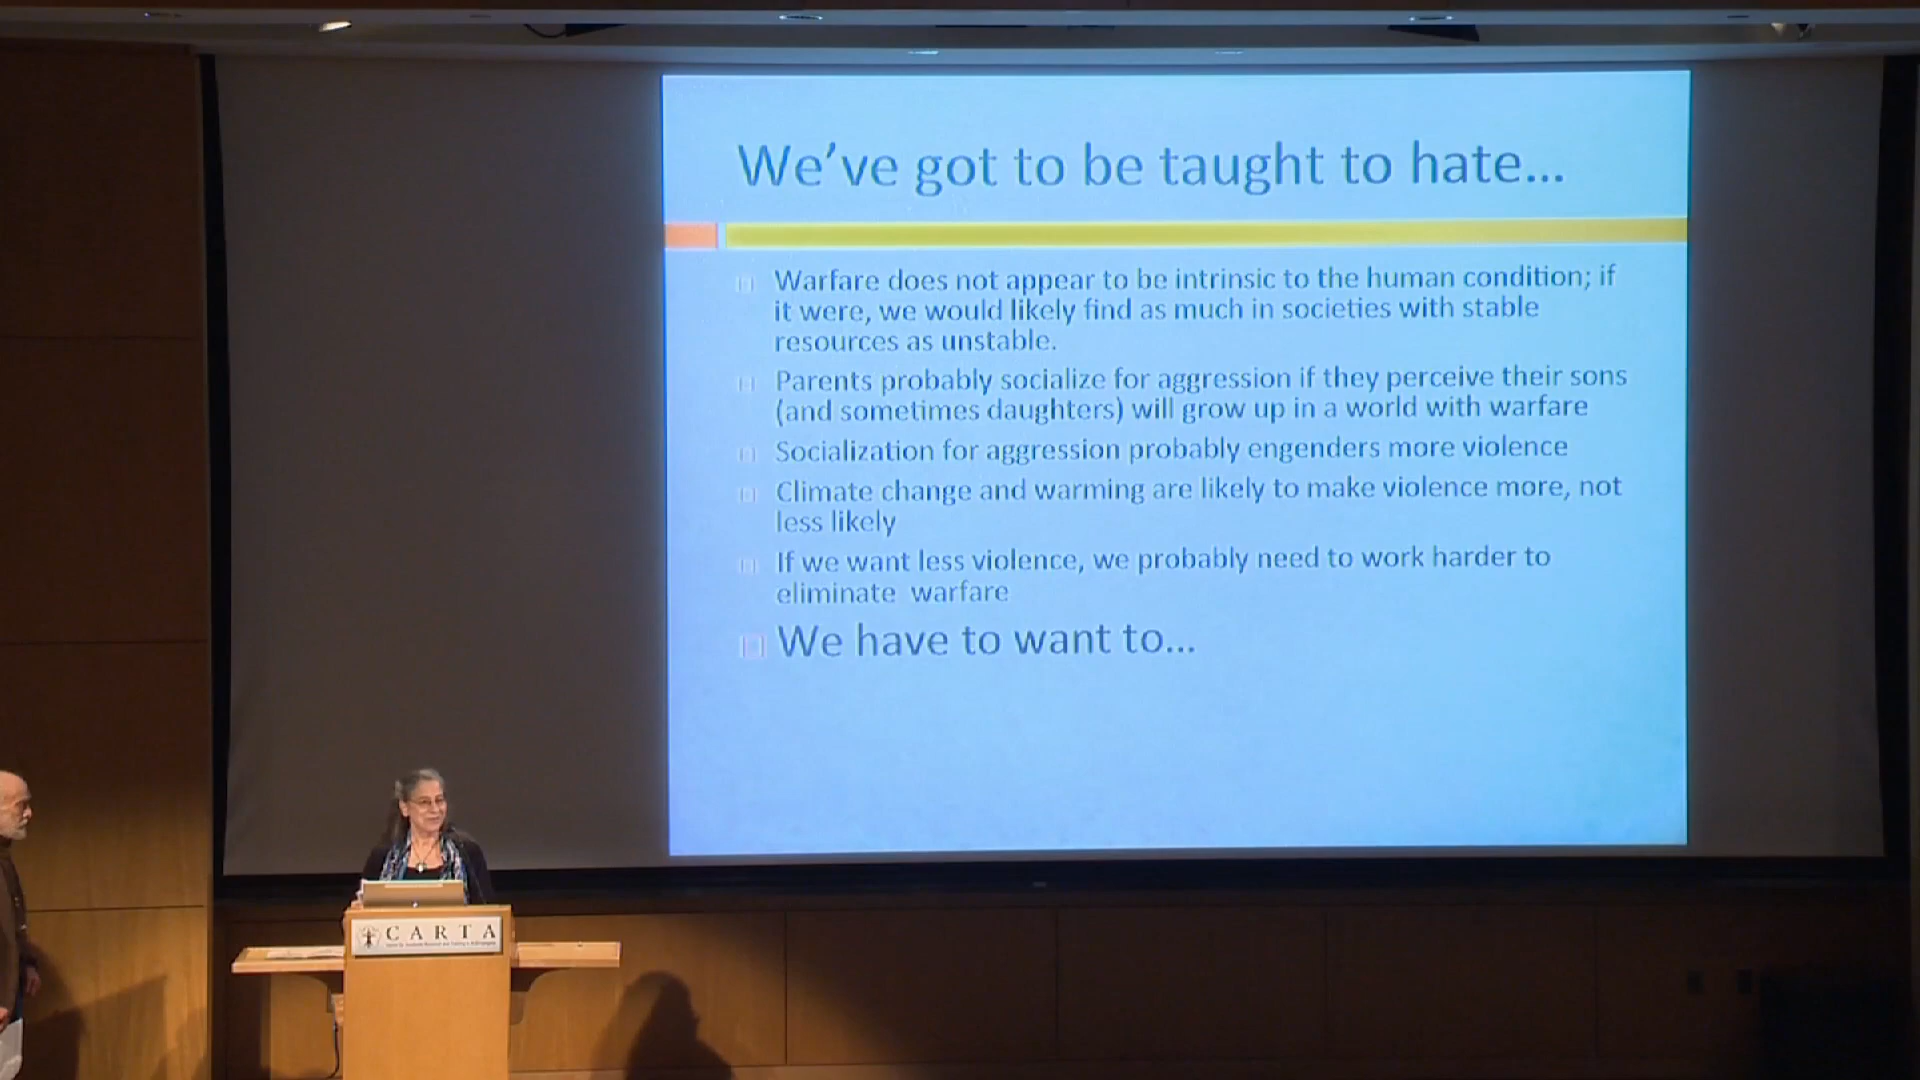 We've got to be taught to hate...
Warfare does not appear to be intrinsic to the human condition; if
it were, we would likely find as much in societies with stable
resources as unstable.
Parents probably socialize for aggression if they perceive their sons
(and sometimes daughters) will grow up in a world with warfare
Socialization for aggression probably engenders more violence
Climate change and warming are likely to make violence more, not
less likely
If we want less violence, we probably need to work harder to
eliminate warfare
We have to want to...
CARTA